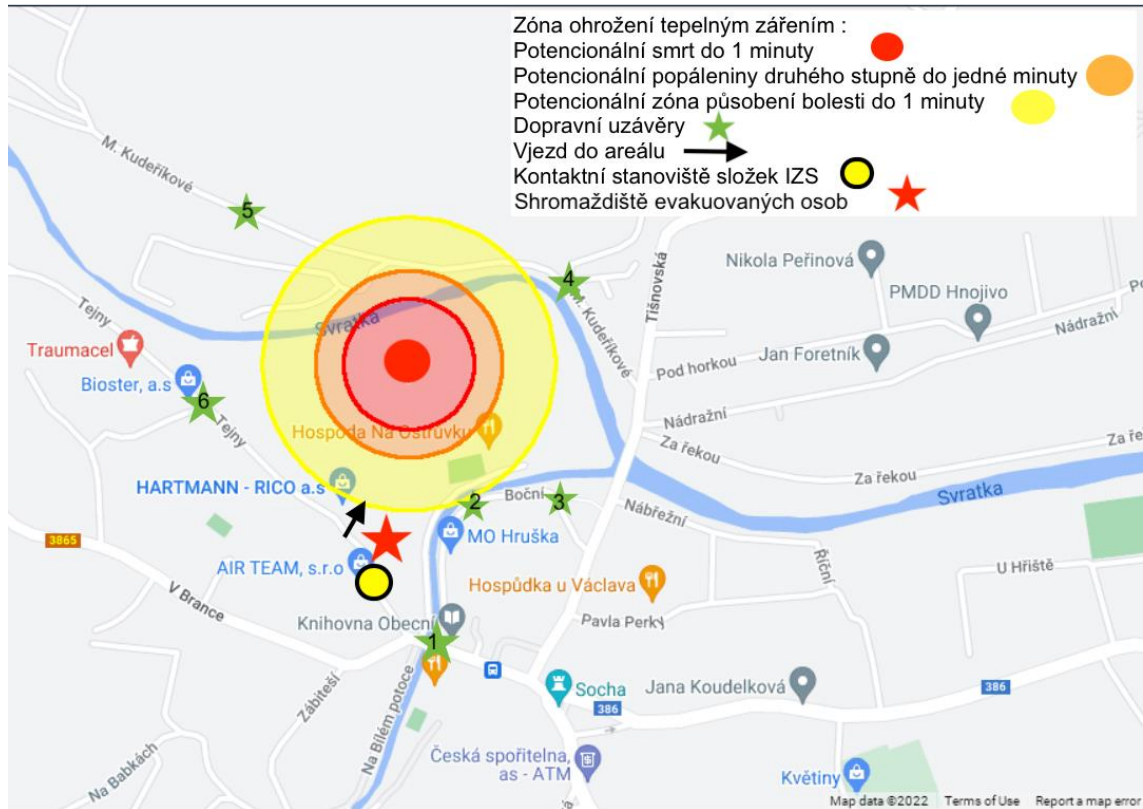 Zóna ohrožení tepelným zářením :
Potencionální smrt do 1 minuty
Potencionální popáleniny druhého stupně do jedné minuty
Potencionální zóna působení bolesti do 1 minuty
Dopravní uzávěry
Vjezd do areálu
Kontaktní stanoviště složek IZS
Shromaždiště evakuovaných osob
M. Kudeříkové
5
4
M. Kudeříkové
Tišnovská
Nikola Peřinová
PMDD Hnojivo
Nádražní
Svratka
Tejny
Traumacel
Bioster, a.s
6
Tejny
Jan Foretník
Pod horkou
Nádražní
Za řekou
Za řekou
Za ře
Hospoda Na Ostrůvku
HARTMANN - RICO a.s
2
Boční
3
Nábřežní
Svratka
MO Hruška
3865
AIR TEAM, s.r.o
V Brance
Hospůdka u Václava
Říční
U Hřiště
Knihovna Obecní
1
Pavla Perky
Zábiteší
Na Bílém potoce
Socha
386
Jana Koudelková
386
Na Babkách
Česká spořitelna,
as - ATM
Květiny
Map data ©2022 Terms of Use Report a map error